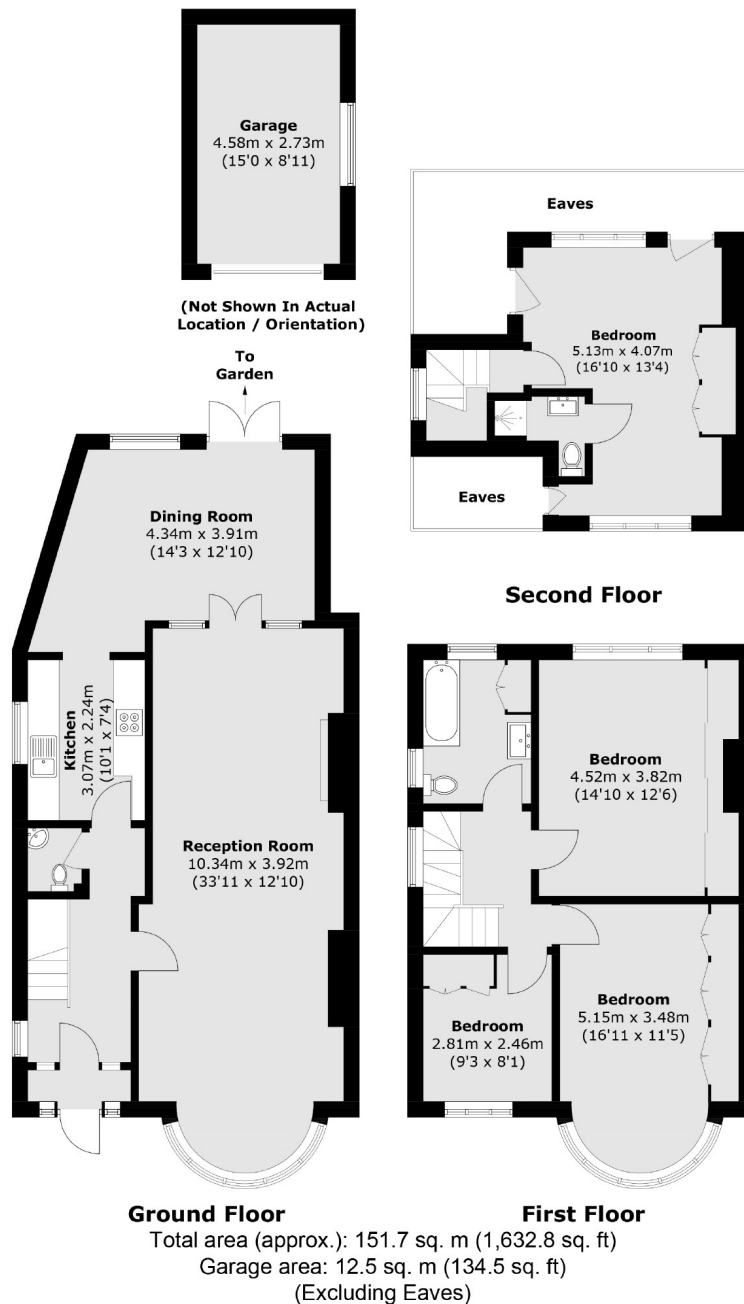 Garage
4.58m x 2.73m
(15'0 x 8'11)
(Not Shown In Actual
Location / Orientation)
Eaves
Bedroom
5.13m x 4.07m
(16'10 x 13'4)
Eaves
Second Floor
To
Garden
Dining Room
4.34m x 3.91m
(14'3 x 12'10)
Kitchen
3.07m x 2.24m
(10'1 x 7'4)
Reception Room
10.34m x 3.92m
(33'11 x 12'10)
Ground Floor
Bedroom
4.52m x 3.82m
(14'10 x 12'6)
Bedroom
5.15m x 3.48m
(16'11 x 11'5)
Bedroom
2.81m x 2.46m
(9'3 x 8'1)
First Floor
Total area (approx.): 151.7 sq. m (1,632.8 sq. ft)
Garage area: 12.5 sq. m (134.5 sq. ft)
(Excluding Eaves)